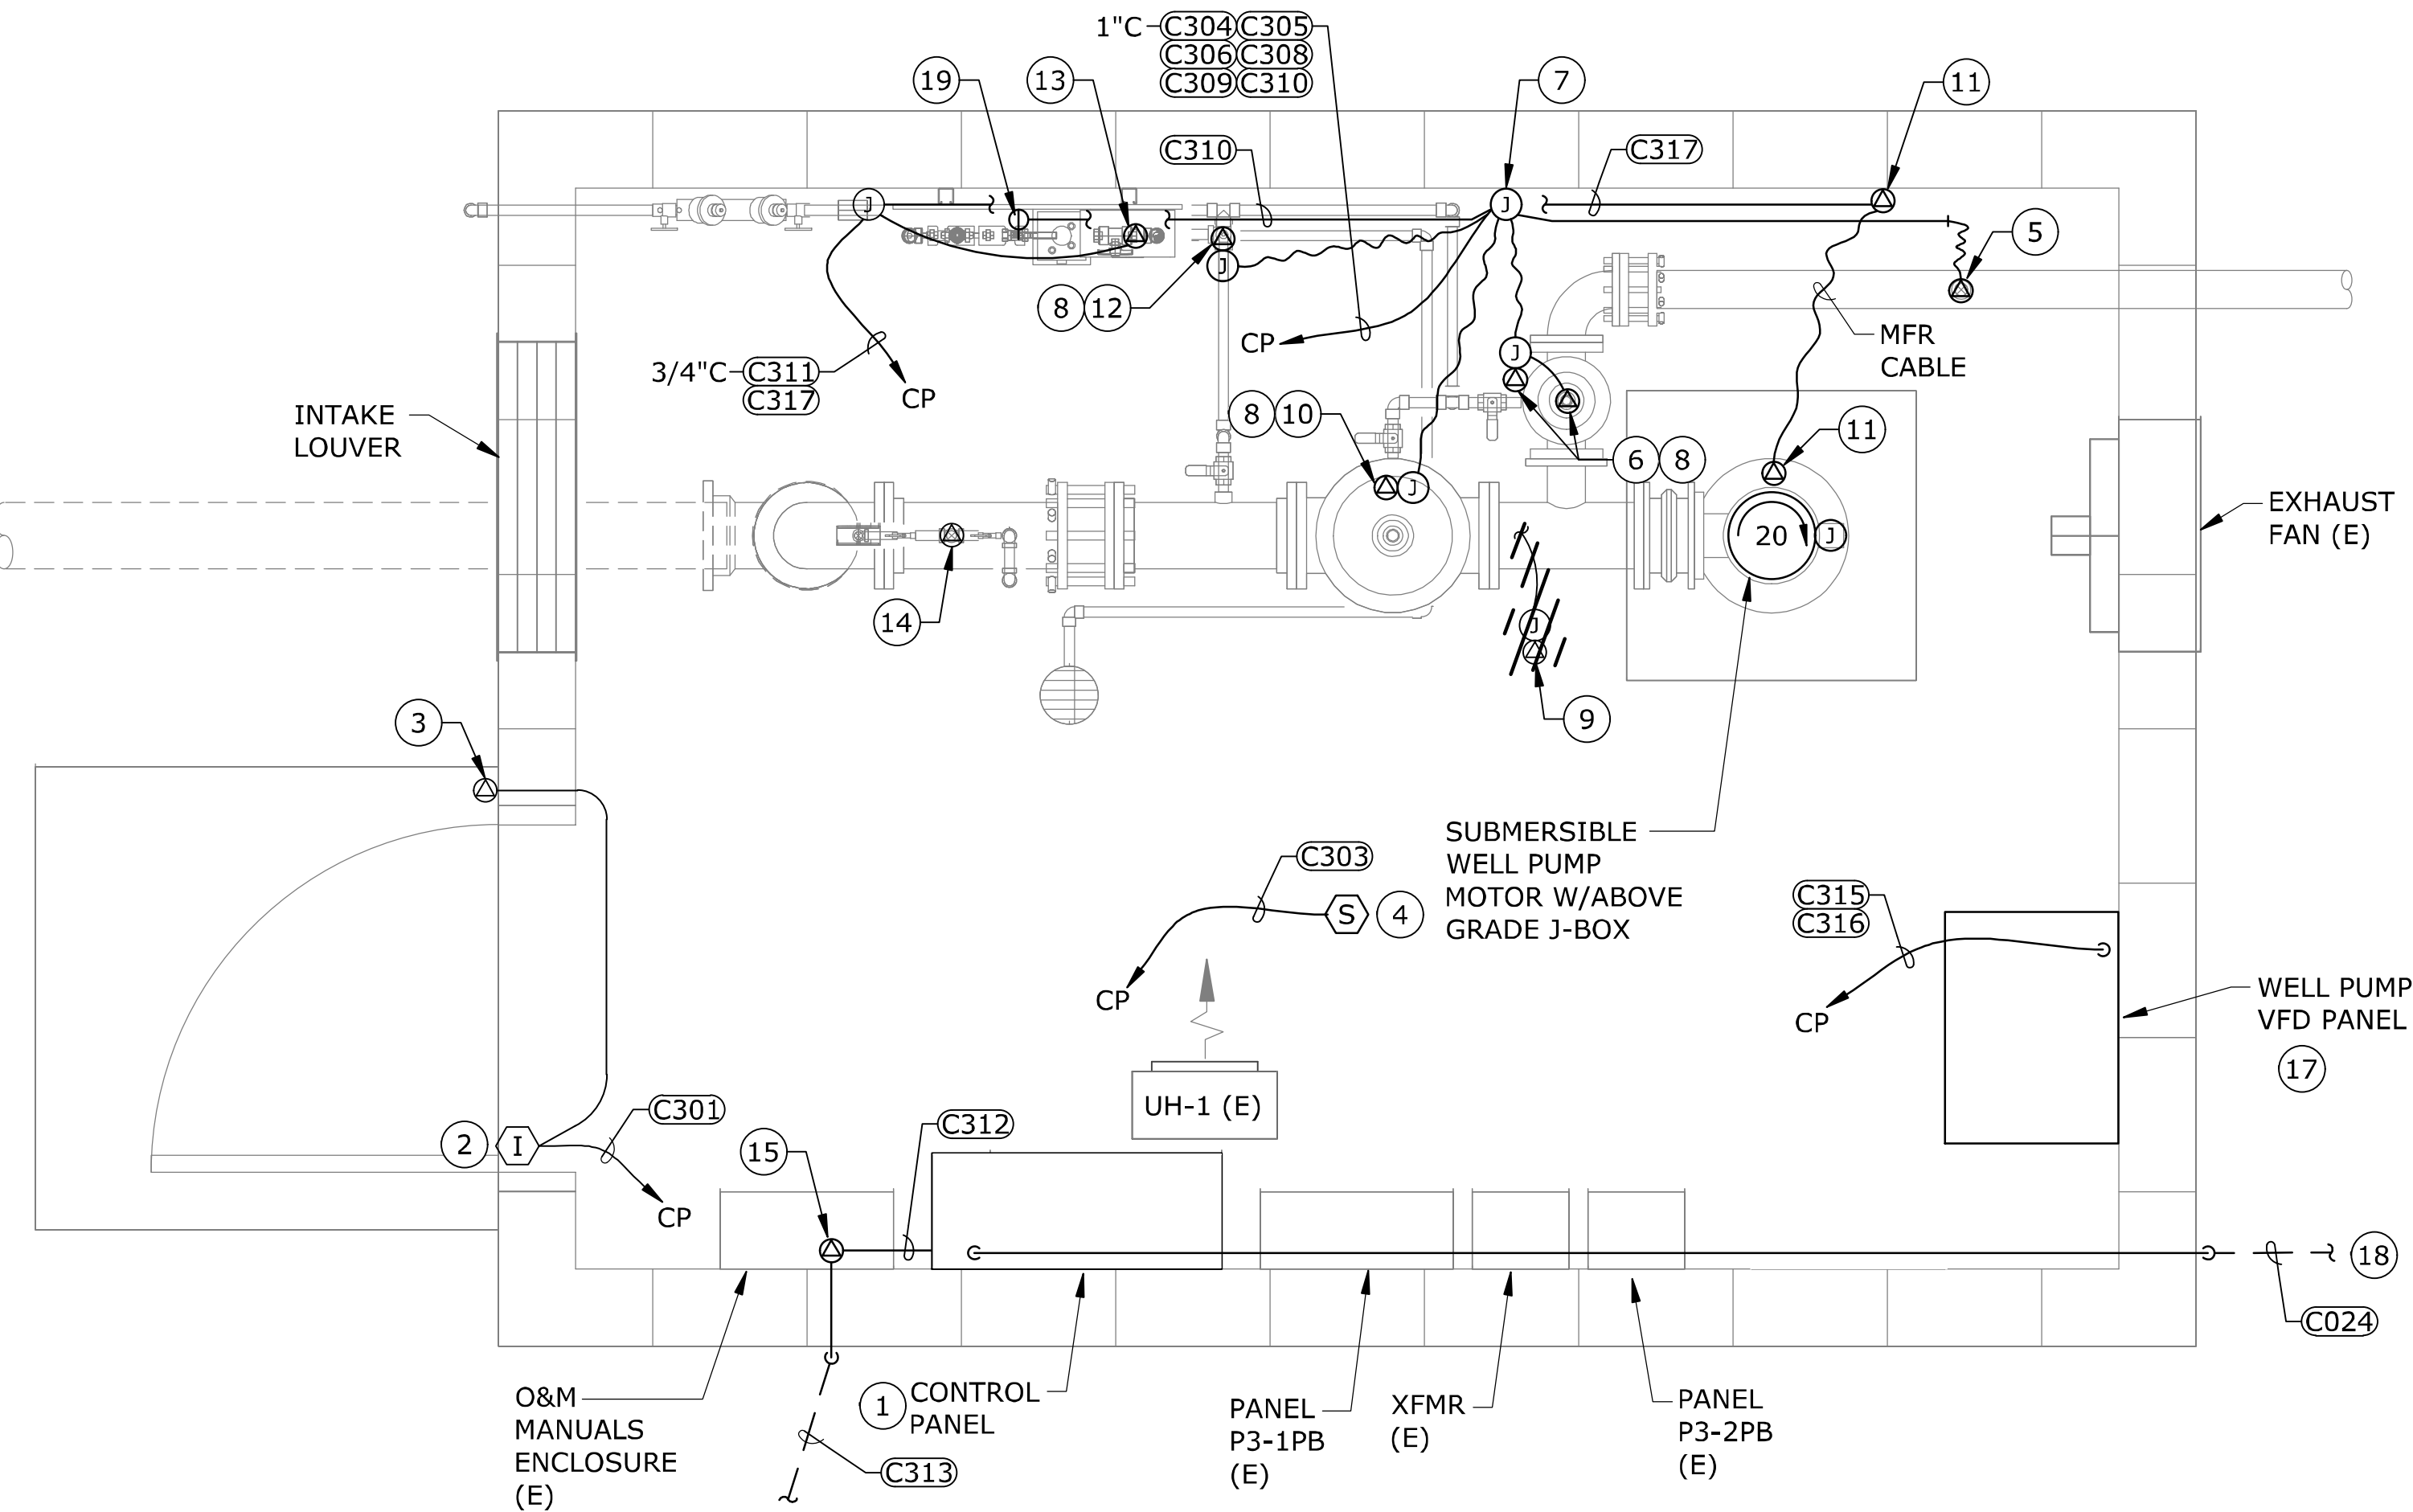 1"C C304 C305
C306 C308
C309 C310
19
13
7
11
C310
C317
J
J
5
J
8 12
CP
MFR
CABLE
3/4"C C311
C317
CP
J
INTAKE
LOUVER
8 10
11
6 8
J
EXHAUST
FAN (E)
20
J
14
J
3
9
SUBMERSIBLE
WELL PUMP
MOTOR W/ABOVE
GRADE J-BOX
C303
S 4
CP
C315
C316
CP
WELL PUMP
VFD PANEL
17
UH-1 (E)
C301
2 I
CP
C312
15
18
C024
O&M
MANUALS
ENCLOSURE
(E)
1 CONTROL
PANEL
C313
PANEL
P3-1PB
(E)
XFMR
(E)
PANEL
P3-2PB
(E)